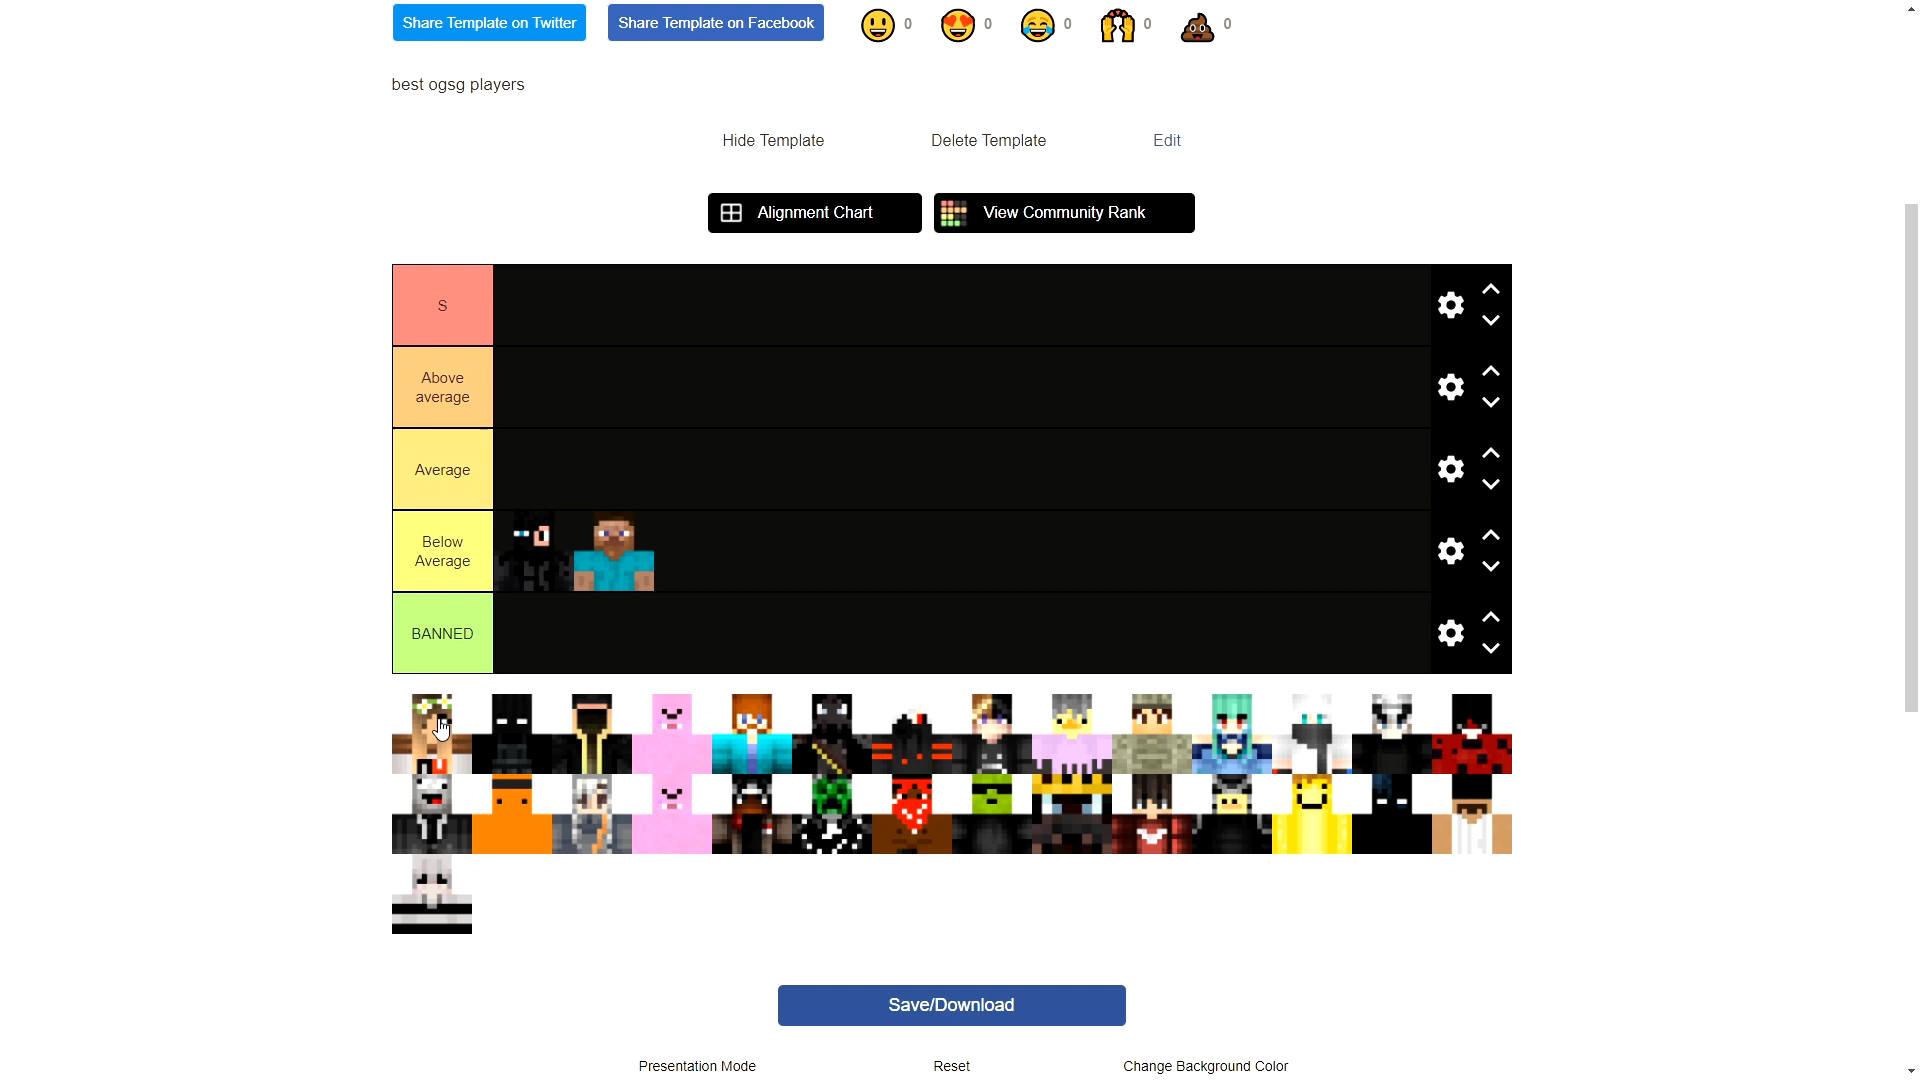 Share Template on Twitter
Share Template on Facebook
0
0
0
0
0
best ogsg players
Hide Template
Delete Template
Edit
Alignment Chart
View Community Rank
S
Above
average
Average
Below
Average
BANNED
Save/Download
Presentation Mode
Reset
Change Background Color